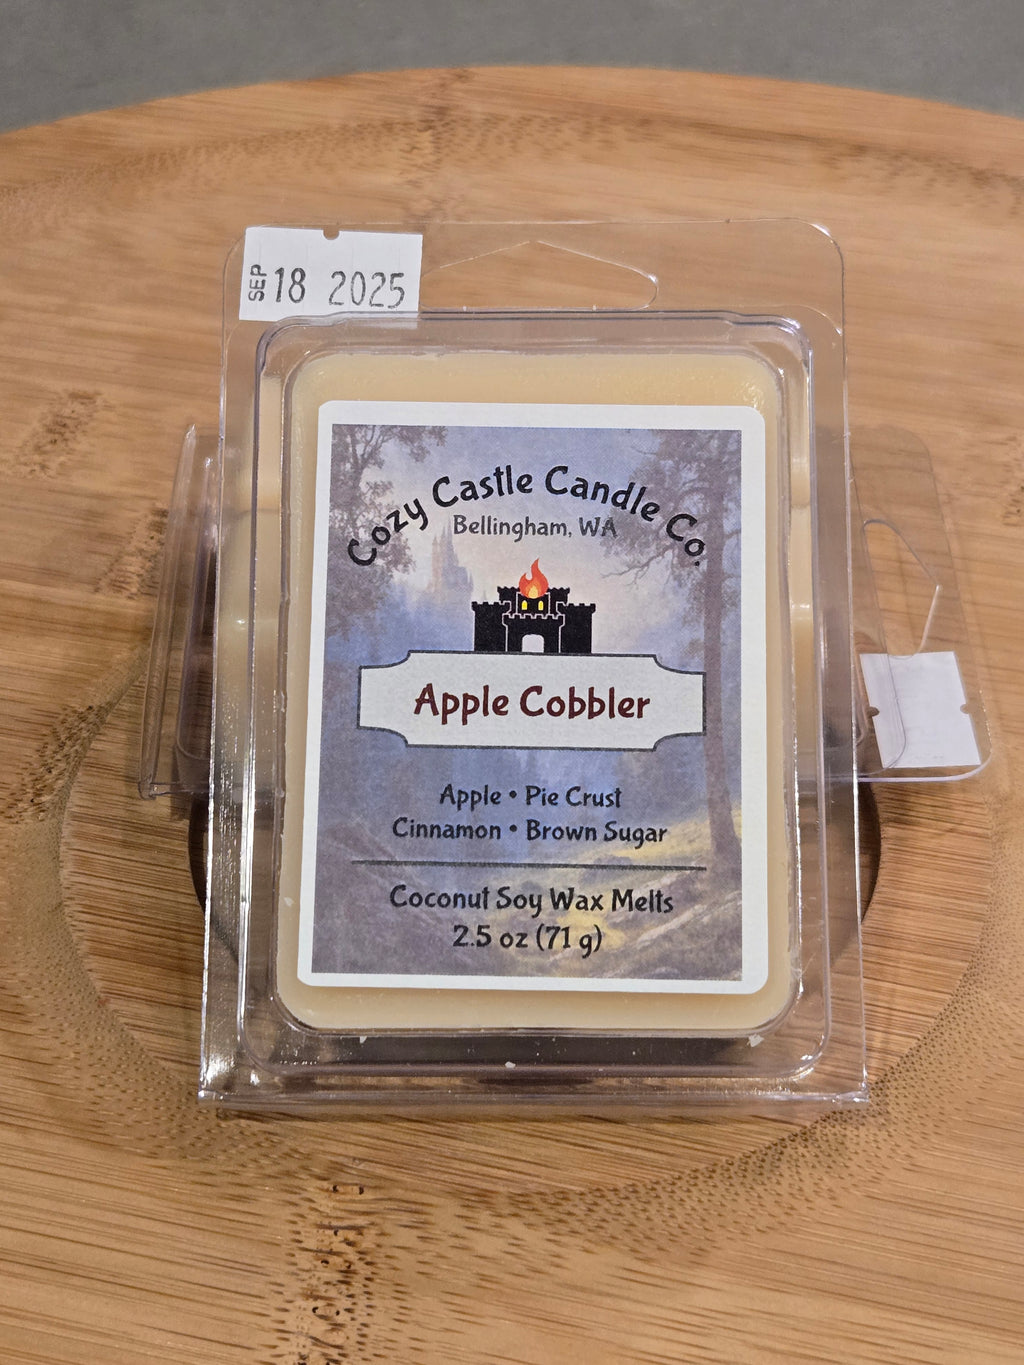 SEP 18 2025
Cozy Castle Candle Co.
Bellingham, WA
Apple Cobbler
Apple • Pie Crust
Cinnamon • Brown Sugar
Coconut Soy Wax Melts
2.5 oz (71 g)